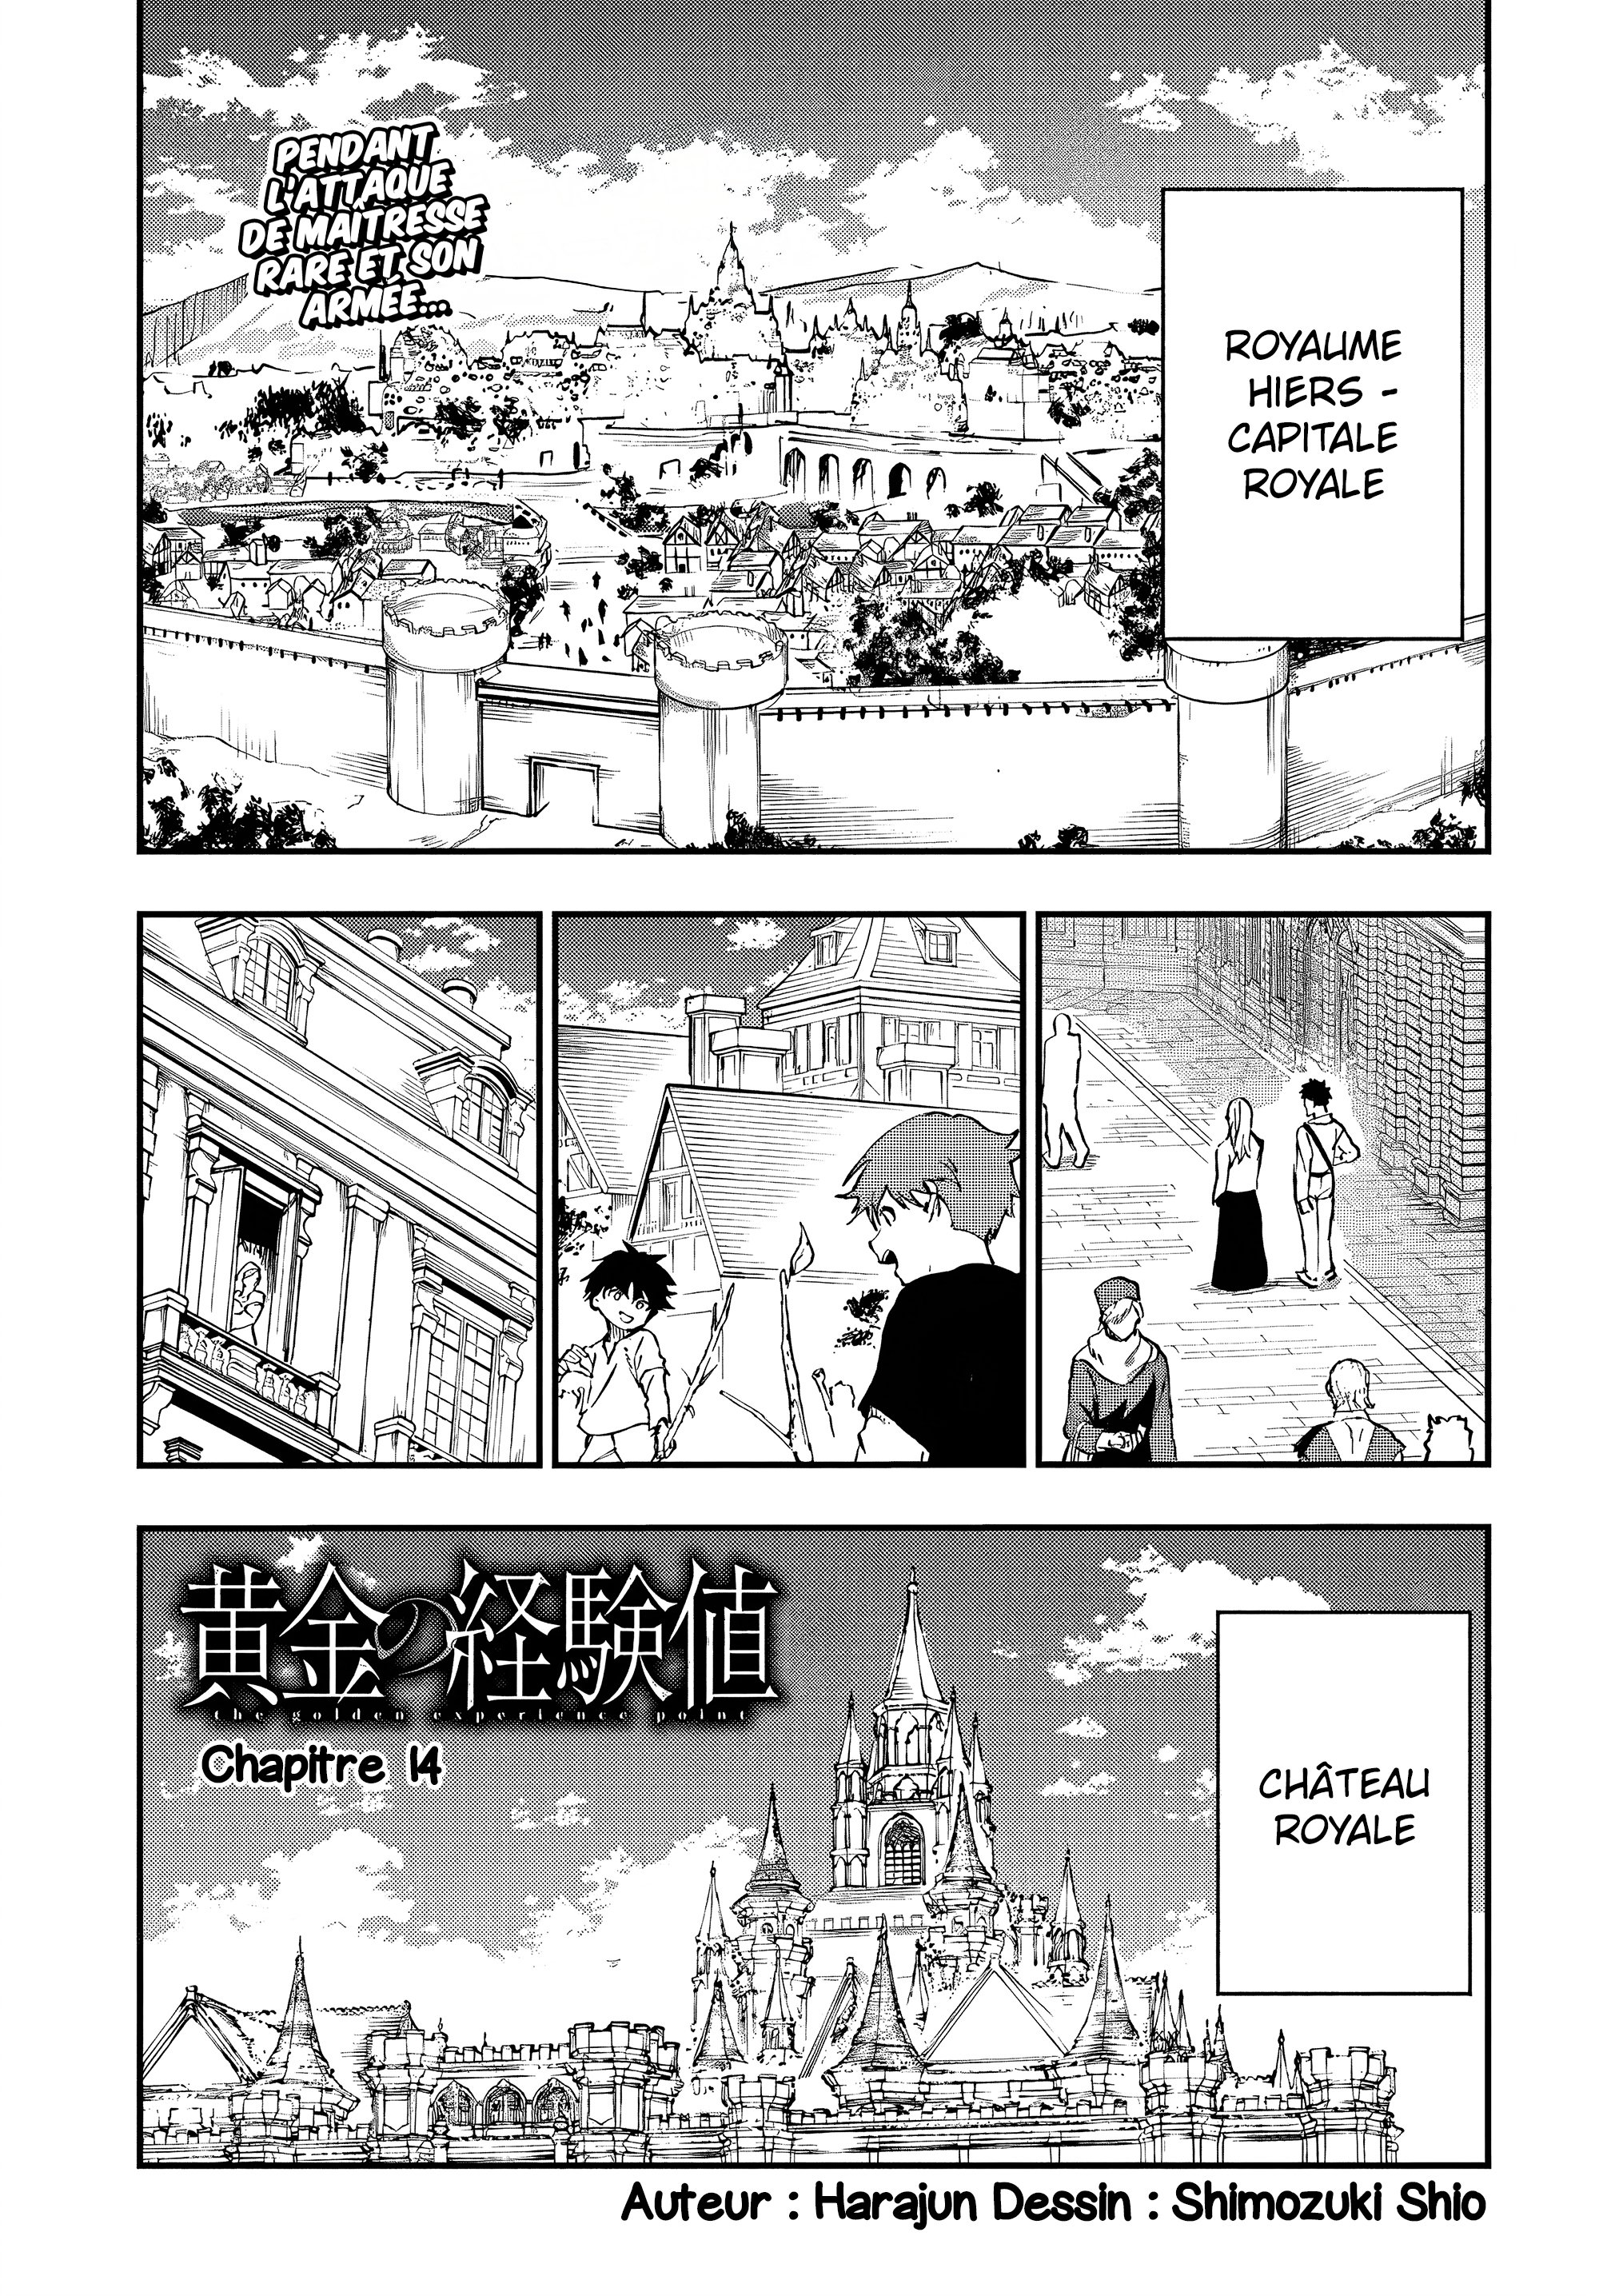 PENDANT
L'ATTAQUE
DE MAÎTRESSE
RARE ET SON
ARMÉE...
ROYAUME
HIERS -
CAPITALE
ROYALE
黄金の経験値
the golden experience point
Chapitre 14
CHÂTEAU
ROYALE
Auteur : Harajun Dessin : Shimozuki Shio